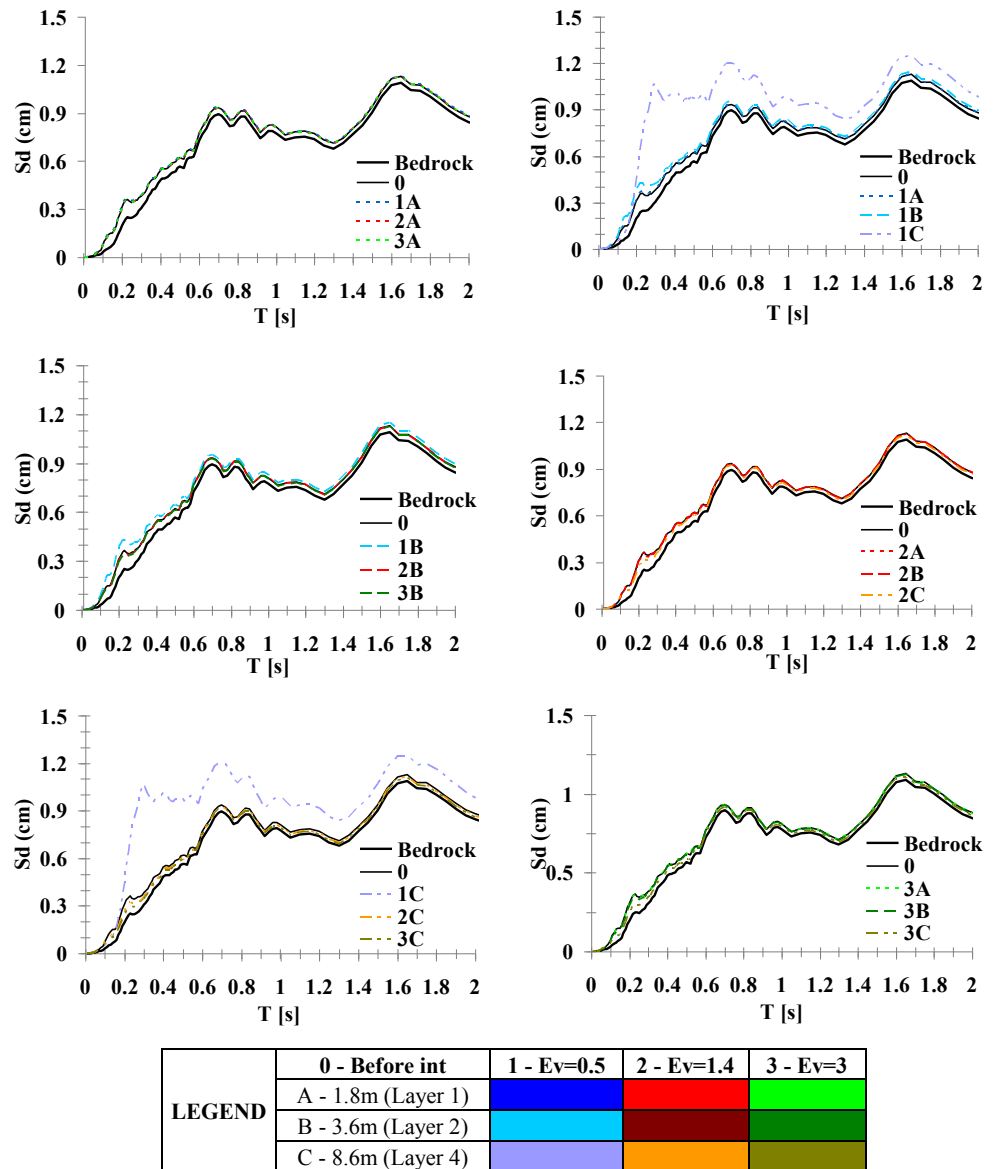 1.5
1.2
0.9
0.6
0.3
0
Sd (cm)
0 0.2 0.4 0.6 0.8 1 1.2 1.4 1.6 1.8 2
T [s]
Bedrock
0
1A
2A
3A
1.5
1.2
0.9
0.6
0.3
0
Sd (cm)
0 0.2 0.4 0.6 0.8 1 1.2 1.4 1.6 1.8 2
T [s]
Bedrock
0
1A
1B
1C
1.5
1.2
0.9
0.6
0.3
0
Sd (cm)
0 0.2 0.4 0.6 0.8 1 1.2 1.4 1.6 1.8 2
T [s]
Bedrock
0
1B
2B
3B
1.5
1.2
0.9
0.6
0.3
0
Sd (cm)
0 0.2 0.4 0.6 0.8 1 1.2 1.4 1.6 1.8 2
T [s]
Bedrock
0
2A
2B
2C
1.5
1.2
0.9
0.6
0.3
0
Sd (cm)
0 0.2 0.4 0.6 0.8 1 1.2 1.4 1.6 1.8 2
T [s]
Bedrock
0
1C
2C
3C
1.5
1
0.5
0
Sd (cm)
0 0.2 0.4 0.6 0.8 1 1.2 1.4 1.6 1.8 2
T [s]
Bedrock
0
3A
3B
3C
LEGEND
0 - Before int 1 - Ev=0.5 2 - Ev=1.4 3 - Ev=3
A - 1.8m (Layer 1)
B - 3.6m (Layer 2)
C - 8.6m (Layer 4)